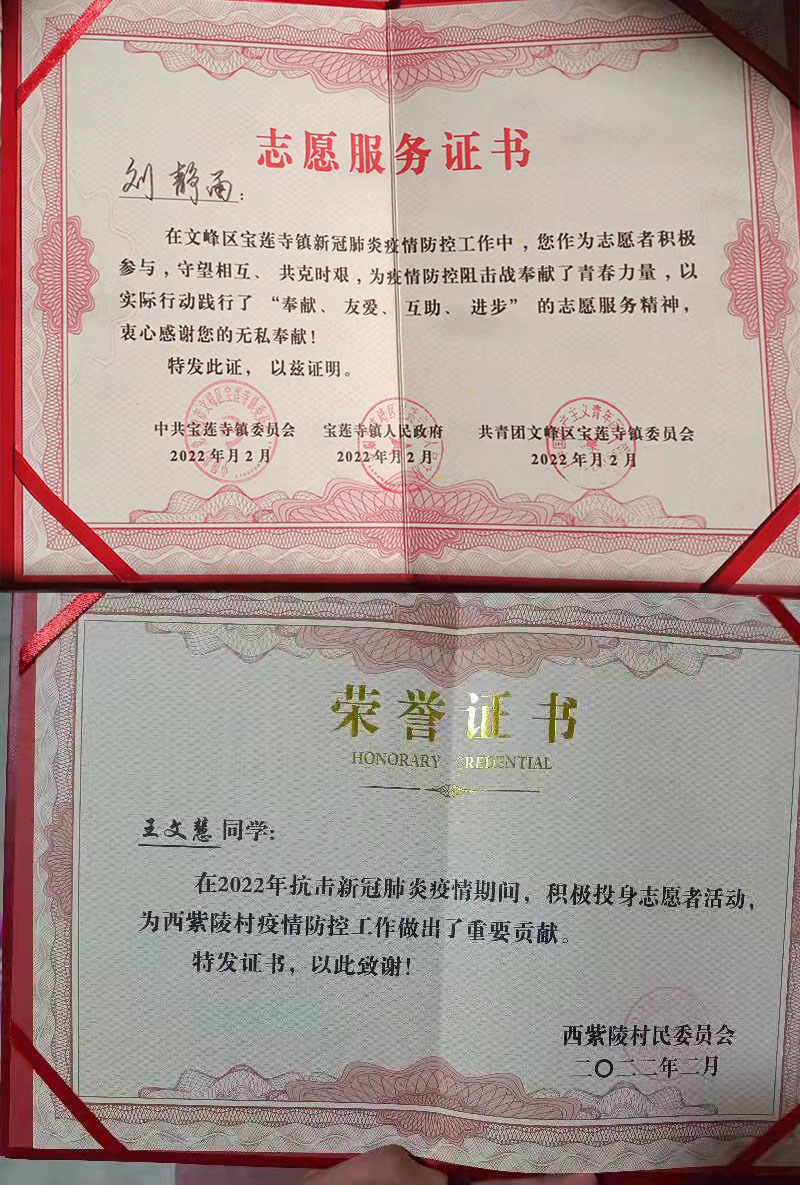 志愿服务证书
刘静雨：
在文峰区宝莲寺镇新冠肺炎疫情防控工作中，您作为志愿者积极
参与，守望相互、共克时艰，为疫情防控阻击战奉献了青春力量，以
实际行动践行了“奉献、友爱、互助、进步”的志愿服务精神，
衷心感谢您的无私奉献！
特发此证，以兹证明。
中共宝莲寺镇委员会 宝莲寺镇人民政府 共青团文峰区宝莲寺镇委员会
2022年月2月 2022年月2月 2022年月2月
荣誉证书
HONORARY CREDENTIAL
王文慧同学：
在2022年抗击新冠肺炎疫情期间，积极投身志愿者活动，
为西紫陵村疫情防控工作做出了重要贡献。
特发证书，以此致谢！
西紫陵村民委员会
二〇二二年二月